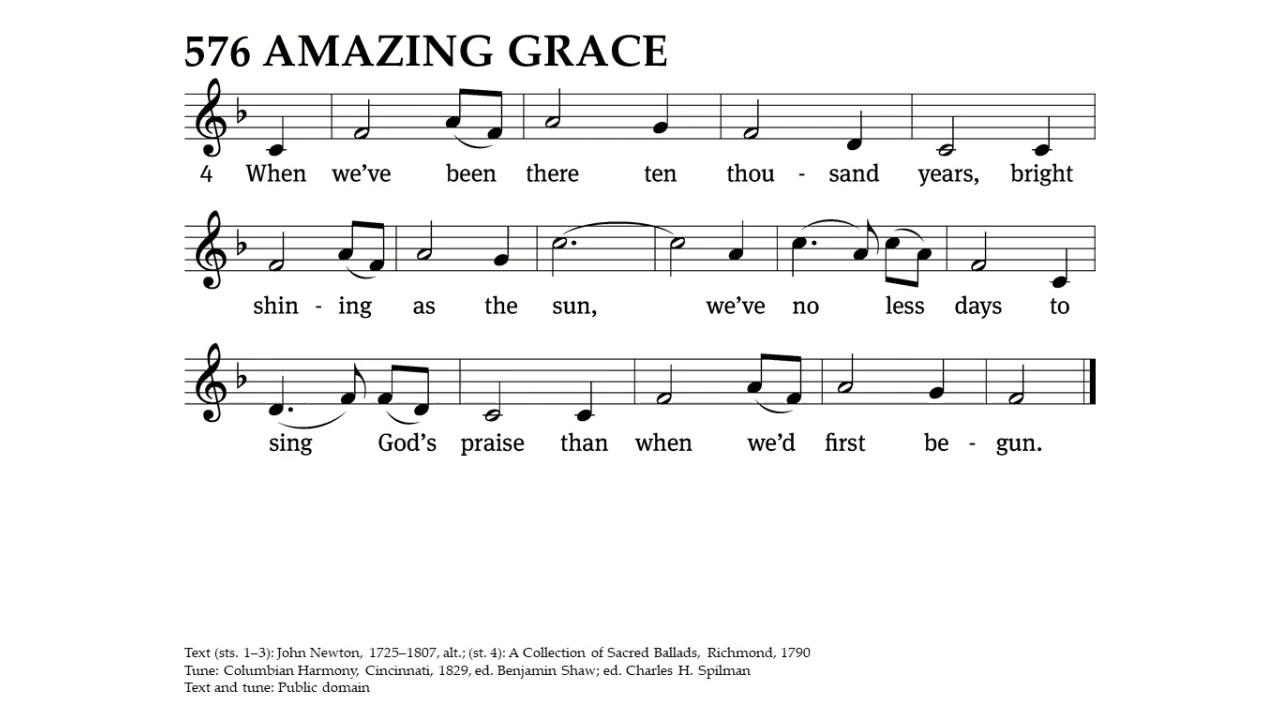 576 AMAZING GRACE
4 When we’ve been there ten thou - sand years, bright
shin - ing as the sun, we’ve no less days to
sing God’s praise than when we’d first be - gun.
Text (sts. 1–3): John Newton, 1725–1807, alt.; (st. 4): A Collection of Sacred Ballads, Richmond, 1790
Tune: Columbian Harmony, Cincinnati, 1829, ed. Benjamin Shaw; ed. Charles H. Spilman
Text and tune: Public domain